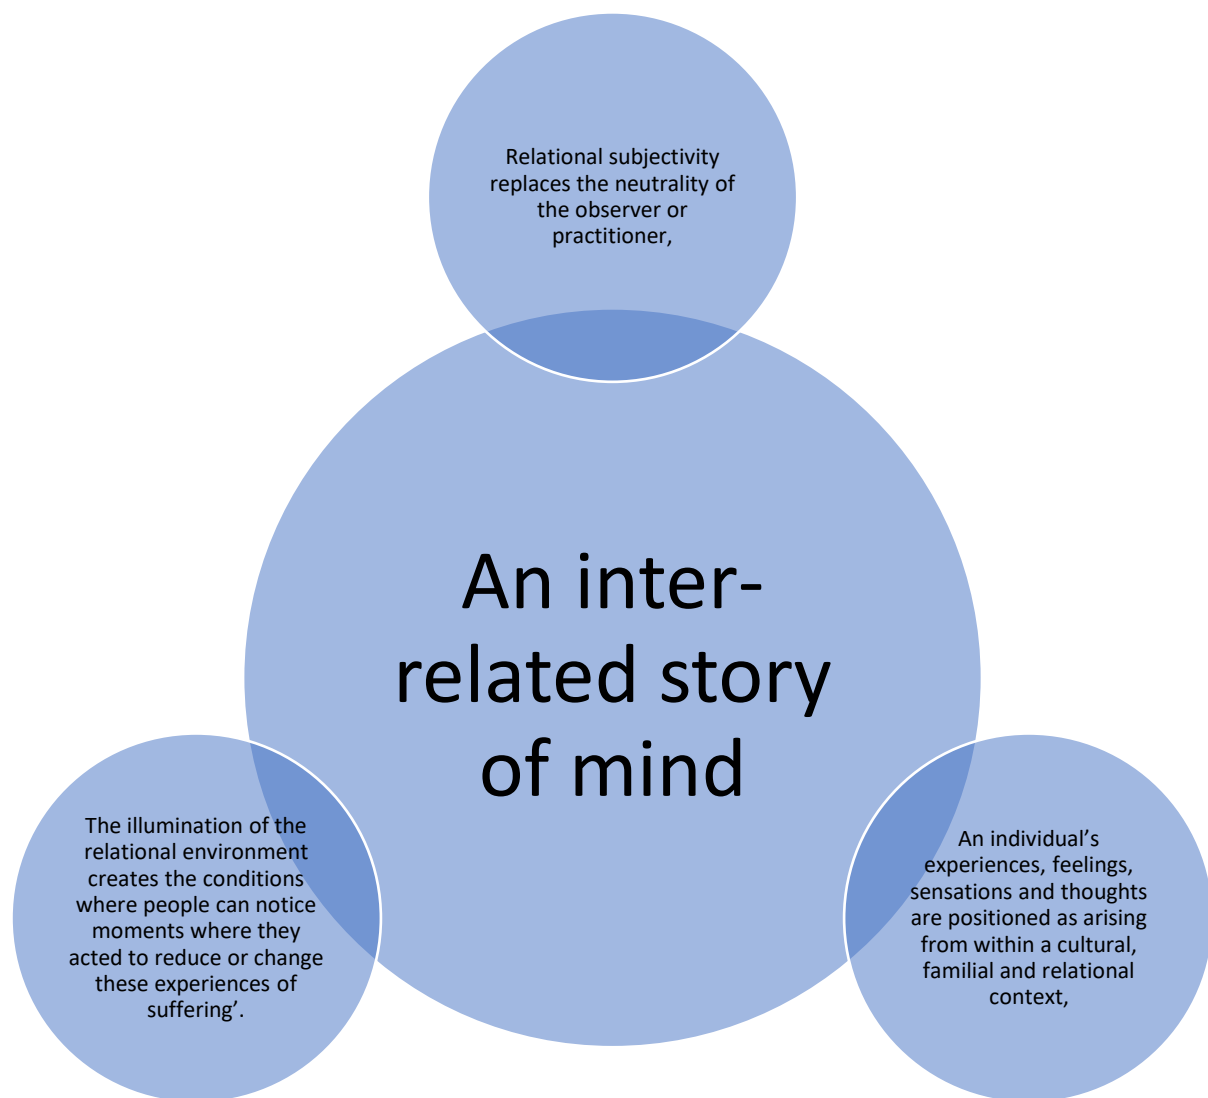 Relational subjectivity
replaces the neutrality of
the observer or
practitioner,
An inter-
related story
of mind
The illumination of the
relational environment
creates the conditions
where people can notice
moments where they
acted to reduce or change
these experiences of
suffering’.
An individual’s
experiences, feelings,
sensations and thoughts
are positioned as arising
from within a cultural,
familial and relational
context,